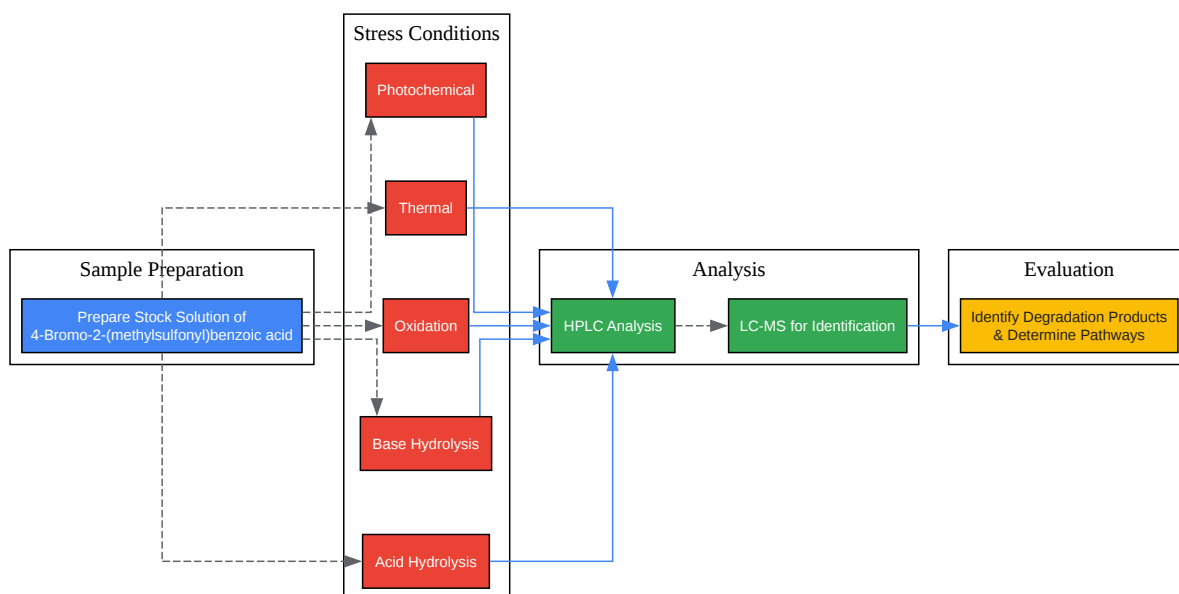 Stress Conditions
Photochemical
Thermal
Sample Preparation
Prepare Stock Solution of
4-Bromo-2-(methylsulfonyl)benzoic acid
Oxidation
Base Hydrolysis
Acid Hydrolysis
Analysis
HPLC Analysis
LC-MS for Identification
Evaluation
Identify Degradation Products
& Determine Pathways